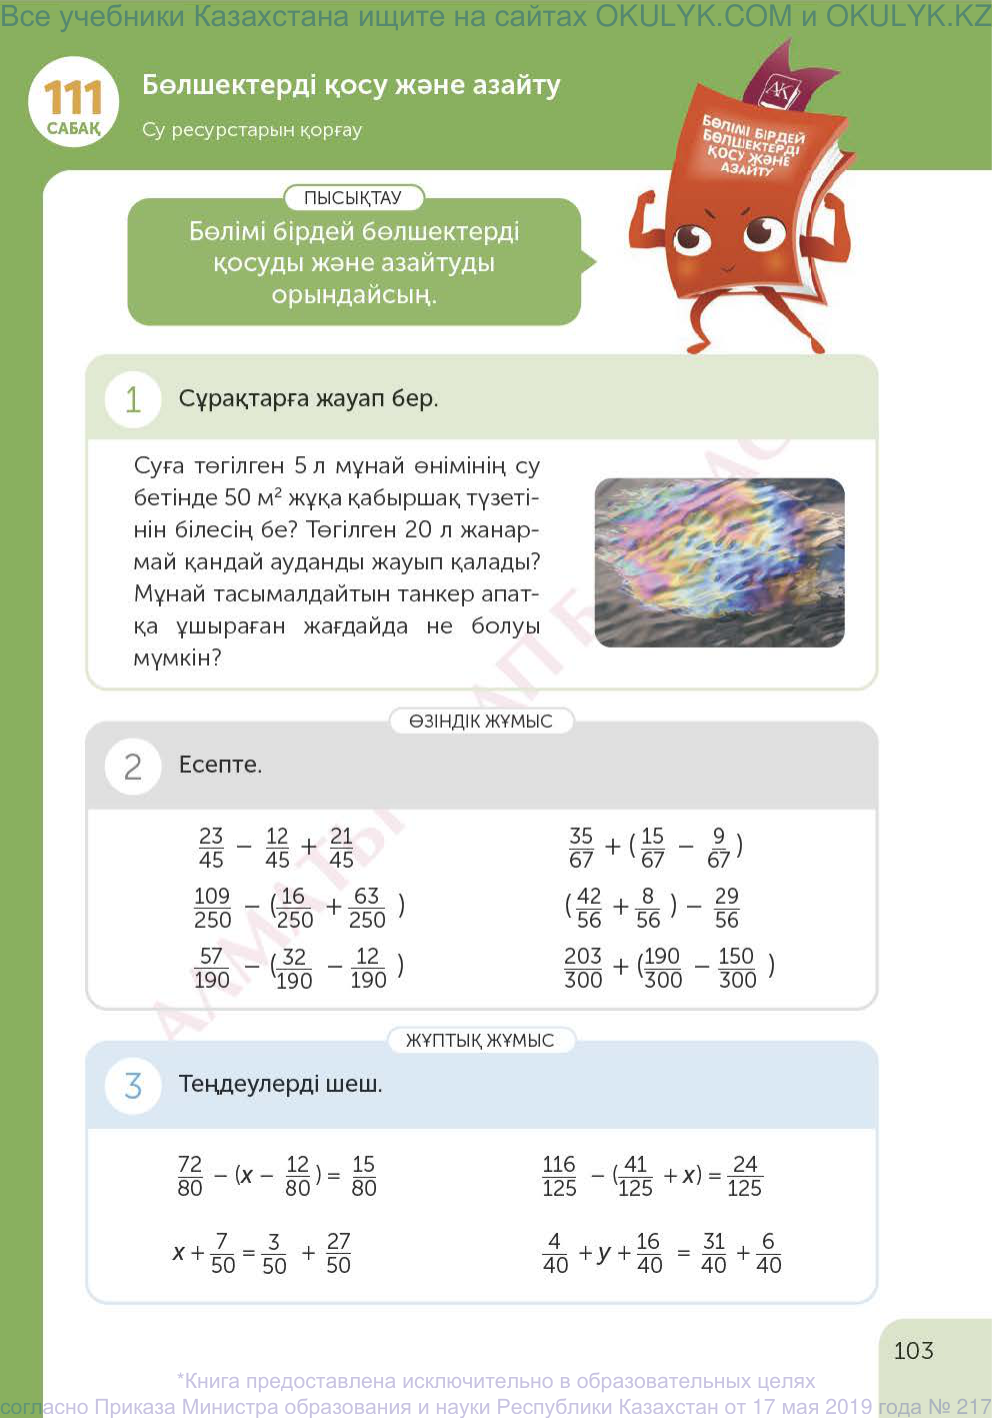 Все учебники Казахстана ищите на сайтах OKULYK.COM и OKULYK.KZ
111
САБАҚ
Бөлшектерді қосу және азайту
Су ресурстарын қорғау
АК
БӨЛІМІ БІРДЕЙ
БӨЛШЕКТЕРДІ
ҚОСУ ЖӘНЕ
АЗАЙТУ
ПЫСЫҚТАУ
Бөлімі бірдей бөлшектерді
қосуды және азайтуды
орындайсың.
1 Сұрақтарға жауап бер.
Суға төгілген 5 л мұнай өнімінің су
бетінде 50 м² жұқа қабыршақ түзеті-
нін білесің бе? Төгілген 20 л жанар-
май қандай ауданды жауып қалады?
Мұнай тасымалдайтын танкер апат-
қа ұшыраған жағдайда не болуы
мүмкін?
ӨЗІНДІК ЖҰМЫС
2 Есепте.
23/45 − 12/45 + 21/45
35/67 + (15/67 − 9/67)
109/250 − (16/250 + 63/250)
(42/56 + 8/56) − 29/56
57/190 − (32/190 − 12/190)
203/300 + (190/300 − 150/300)
ЖҰПТЫҚ ЖҰМЫС
3 Теңдеулерді шеш.
72/80 − (x − 12/80) = 15/80
116/125 − (41/125 + x) = 24/125
x + 7/50 = 3/50 + 27/50
4/40 + y + 16/40 = 31/40 + 6/40
103
*Книга предоставлена исключительно в образовательных целях
согласно Приказа Министра образования и науки Республики Казахстан от 17 мая 2019 года № 217